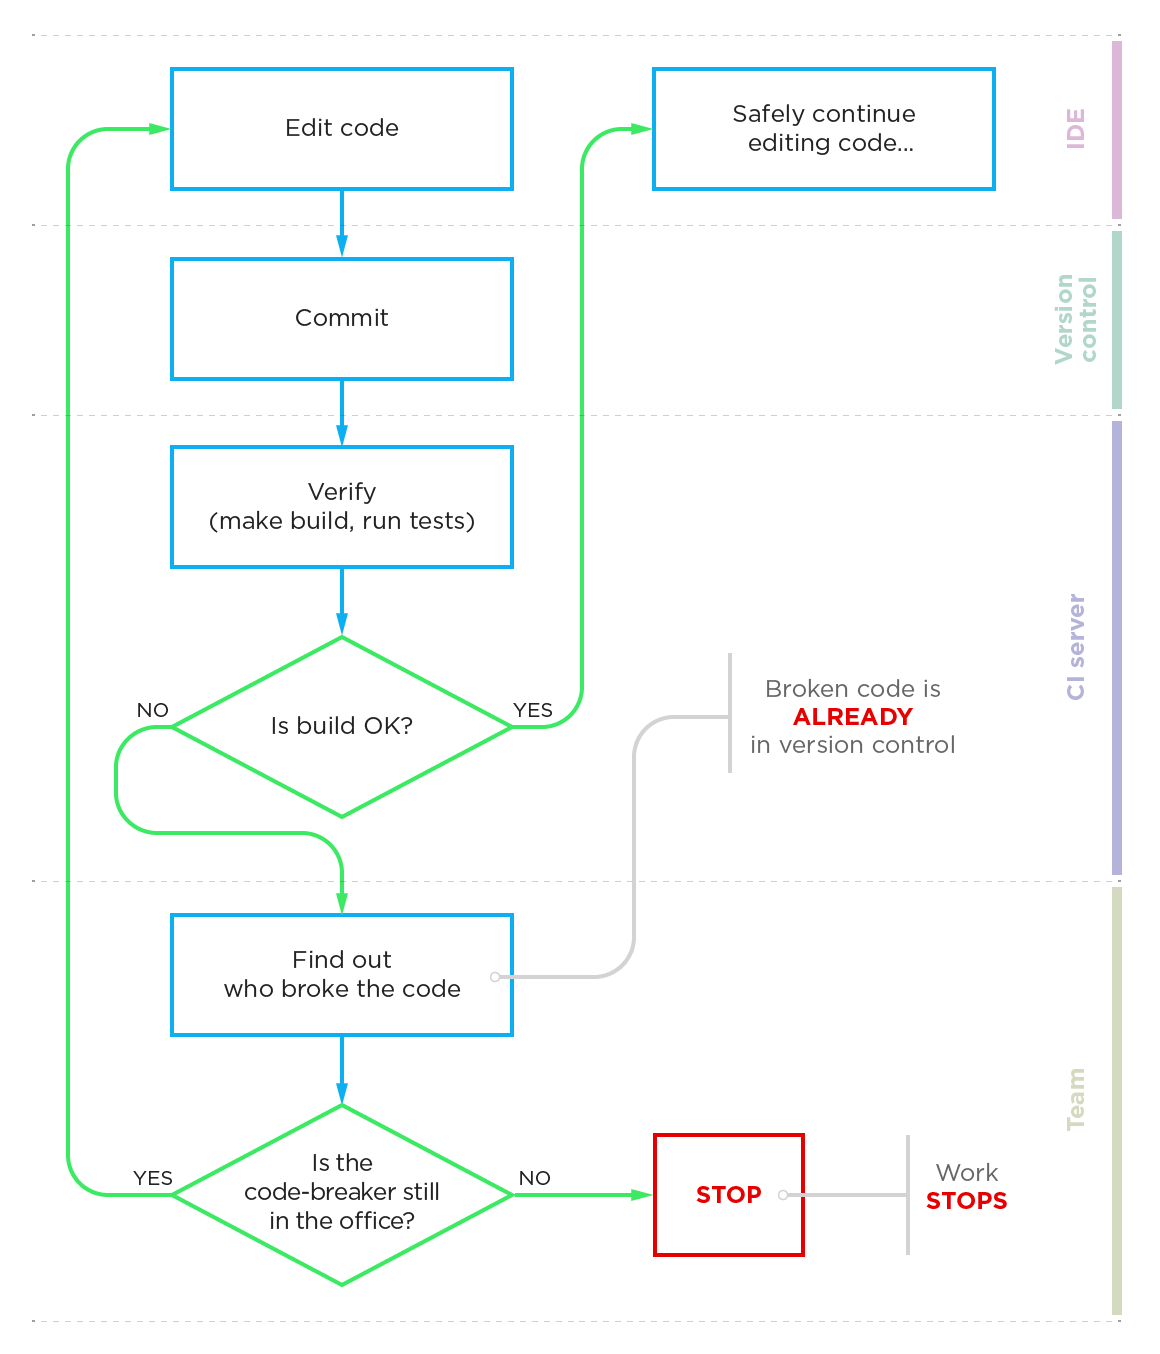 Edit code
Safely continue
editing code...
IDE
Commit
Version
control
Verify
(make build, run tests)
CI server
NO
Is build OK?
YES
Broken code is
ALREADY
in version control
Find out
who broke the code
Team
YES
Is the
code-breaker still
in the office?
NO
STOP
Work
STOPS